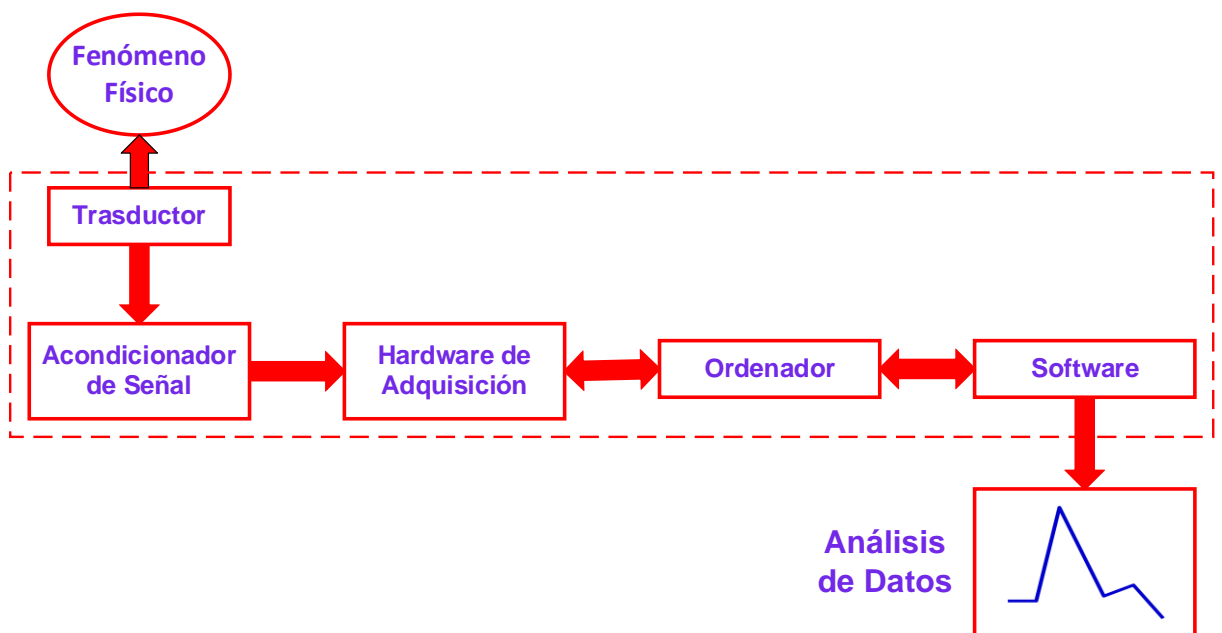 Fenómeno
Físico
Trasductor
Acondicionador
de Señal
Hardware de
Adquisición
Ordenador
Software
Análisis
de Datos